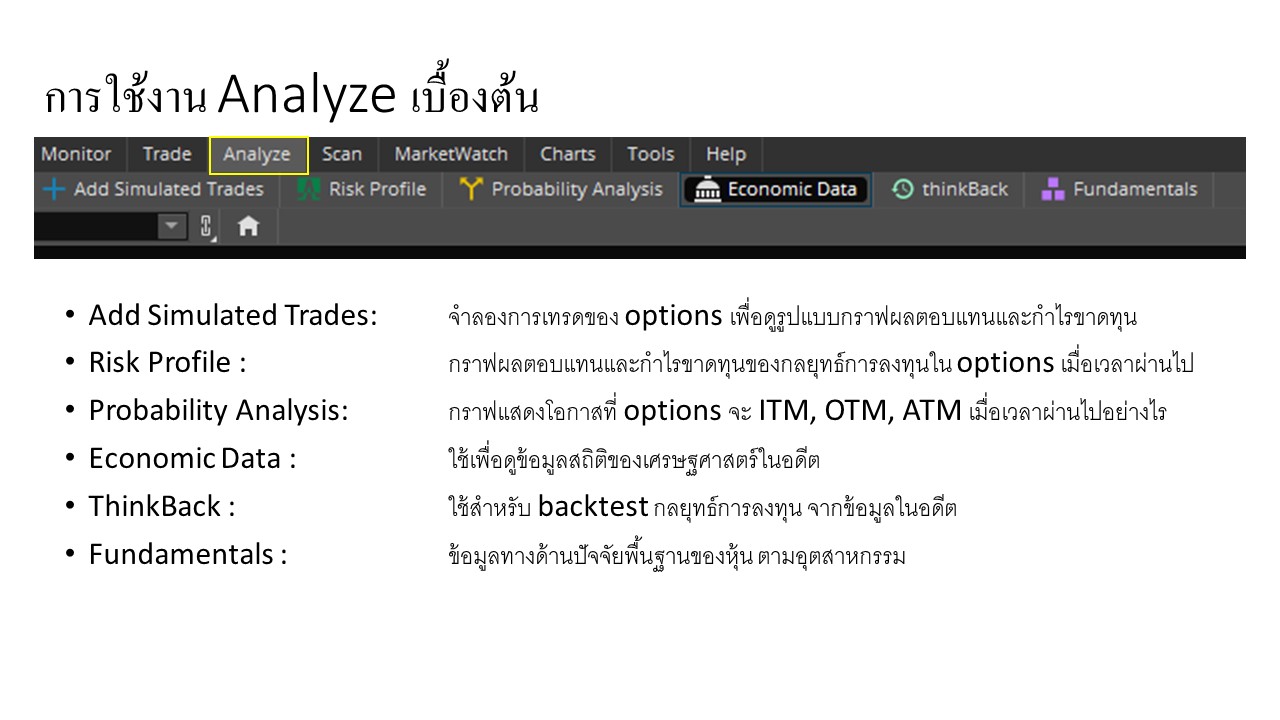 การใช้งาน Analyze เบื้องต้น
Monitor Trade Analyze Scan MarketWatch Charts Tools Help
Add Simulated Trades Risk Profile Probability Analysis Economic Data thinkBack Fundamentals
• Add Simulated Trades: จำลองการเทรดของ options เพื่อดูรูปแบบกราฟผลตอบแทนและกำไรขาดทุน
• Risk Profile : กราฟผลตอบแทนและกำไรขาดทุนของกลยุทธ์การลงทุนใน options เมื่อเวลาผ่านไป
• Probability Analysis: กราฟแสดงโอกาสที่ options จะ ITM, OTM, ATM เมื่อเวลาผ่านไปอย่างไร
• Economic Data : ใช้เพื่อดูข้อมูลสถิติของเศรษฐศาสตร์ในอดีต
• ThinkBack : ใช้สำหรับ backtest กลยุทธ์การลงทุน จากข้อมูลในอดีต
• Fundamentals : ข้อมูลทางด้านปัจจัยพื้นฐานของหุ้น ตามอุตสาหกรรม